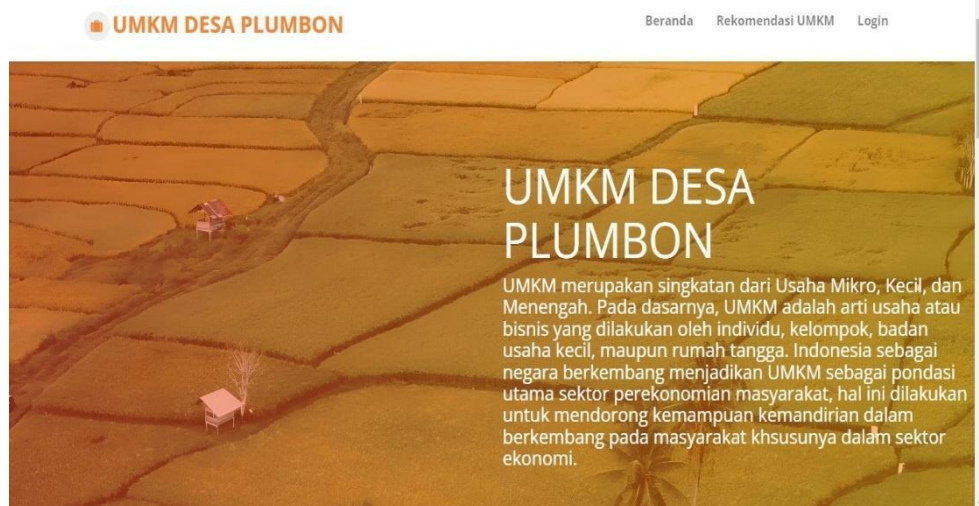 UMKM DESA PLUMBON
Beranda Rekomendasi UMKM Login
UMKM DESA
PLUMBON
UMKM merupakan singkatan dari Usaha Mikro, Kecil, dan
Menengah. Pada dasarnya, UMKM adalah arti usaha atau
bisnis yang dilakukan oleh individu, kelompok, badan
usaha kecil, maupun rumah tangga. Indonesia sebagai
negara berkembang menjadikan UMKM sebagai pondasi
utama sektor perekonomian masyarakat, hal ini dilakukan
untuk mendorong kemampuan kemandirian dalam
berkembang pada masyarakat khsusunya dalam sektor
ekonomi.